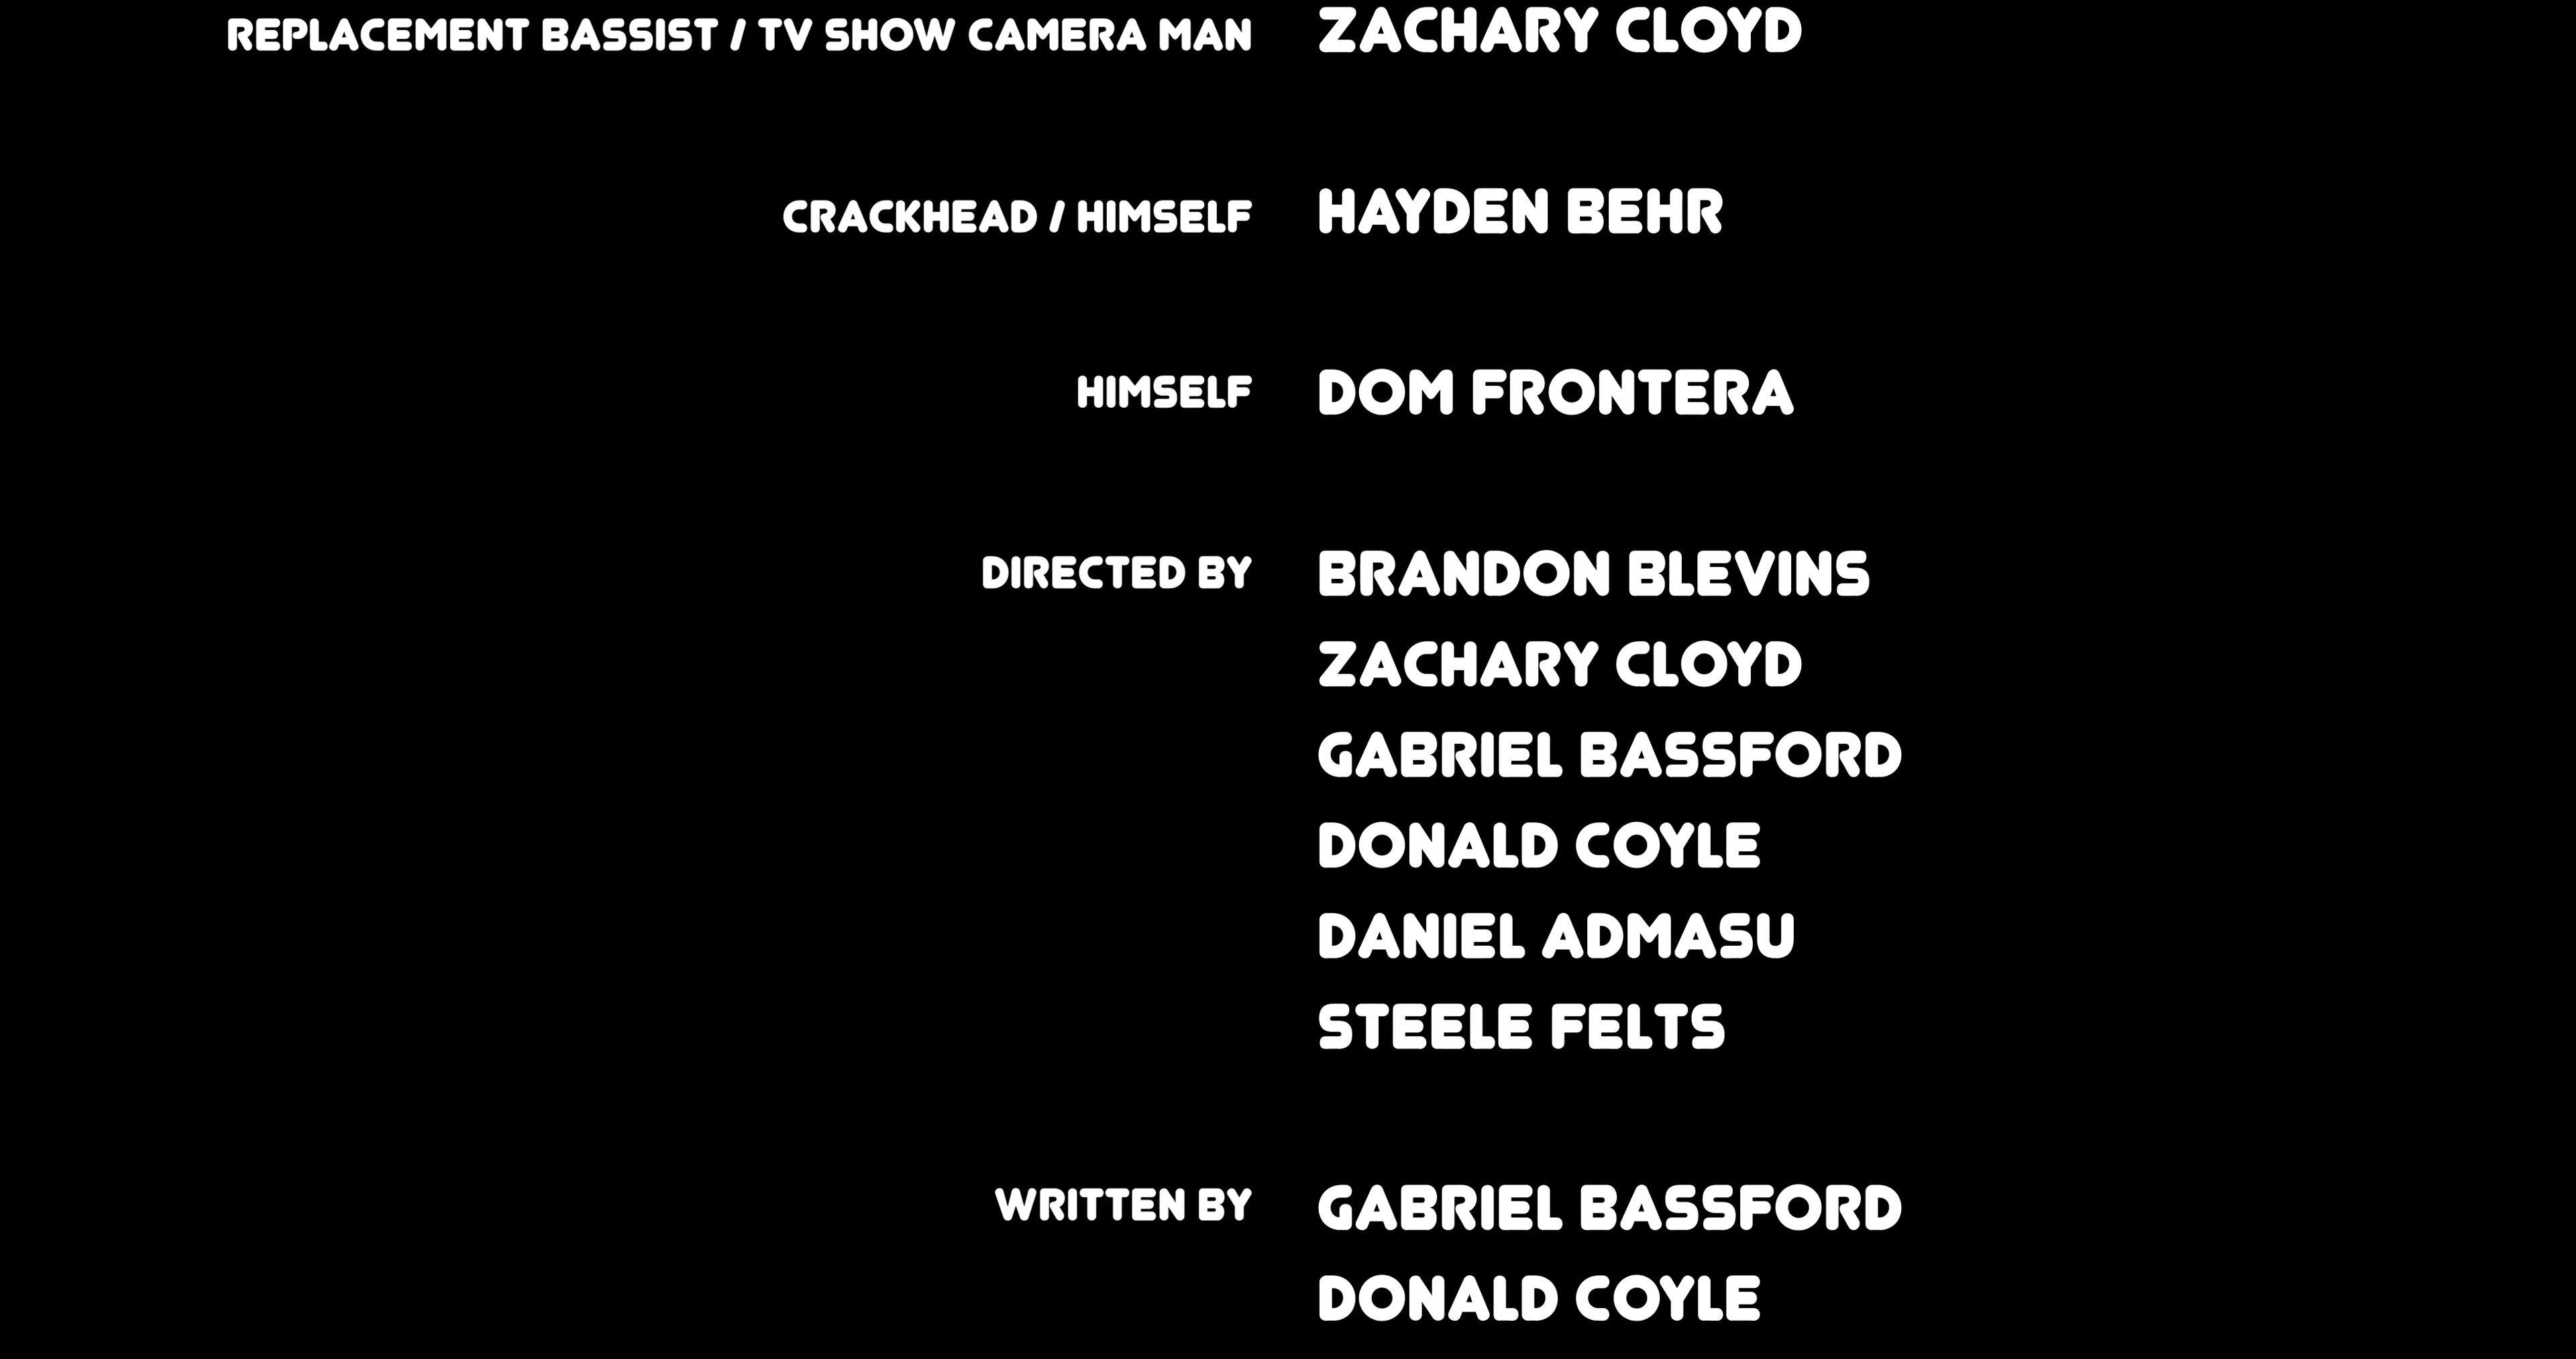 REPLACEMENT BASSIST / TV SHOW CAMERA MAN ZACHARY CLOYD
CRACKHEAD / HIMSELF HAYDEN BEHR
HIMSELF DOM FRONTERA
DIRECTED BY BRANDON BLEVINS
ZACHARY CLOYD
GABRIEL BASSFORD
DONALD COYLE
DANIEL ADMASU
STEELE FELTS
WRITTEN BY GABRIEL BASSFORD
DONALD COYLE